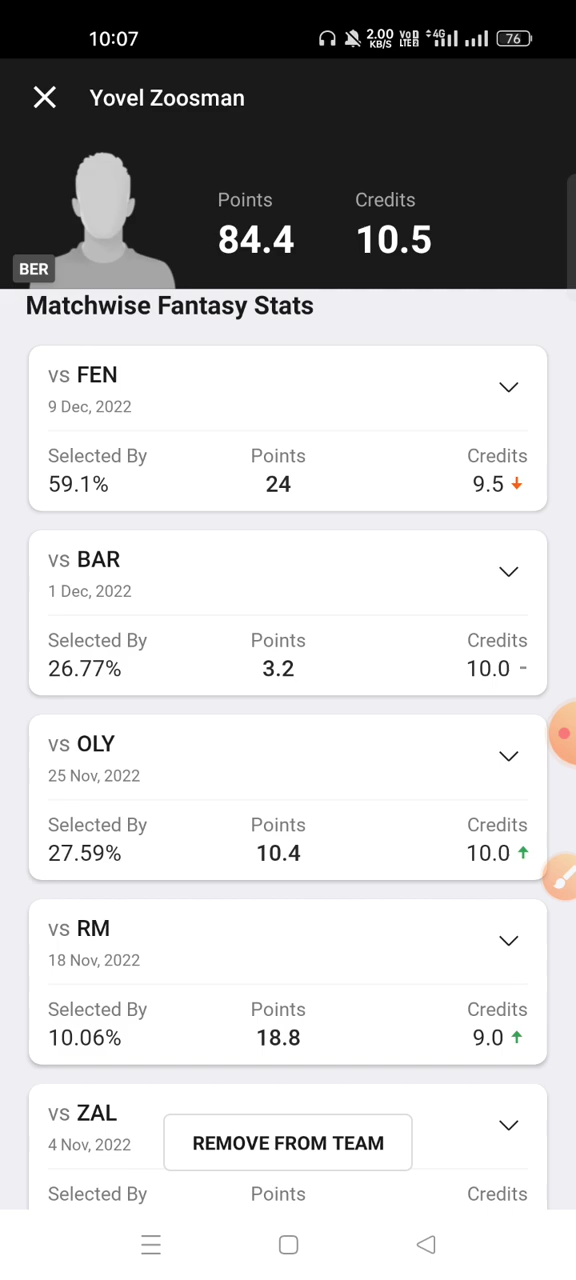 10:07
2.00 KB/S VoD LTE 4G 76
Yovel Zoosman
Points Credits
84.4 10.5
BER
Matchwise Fantasy Stats
vs FEN
9 Dec, 2022
Selected By Points Credits
59.1% 24 9.5
vs BAR
1 Dec, 2022
Selected By Points Credits
26.77% 3.2 10.0 -
vs OLY
25 Nov, 2022
Selected By Points Credits
27.59% 10.4 10.0
vs RM
18 Nov, 2022
Selected By Points Credits
10.06% 18.8 9.0
vs ZAL
4 Nov, 2022
REMOVE FROM TEAM
Selected By Points Credits